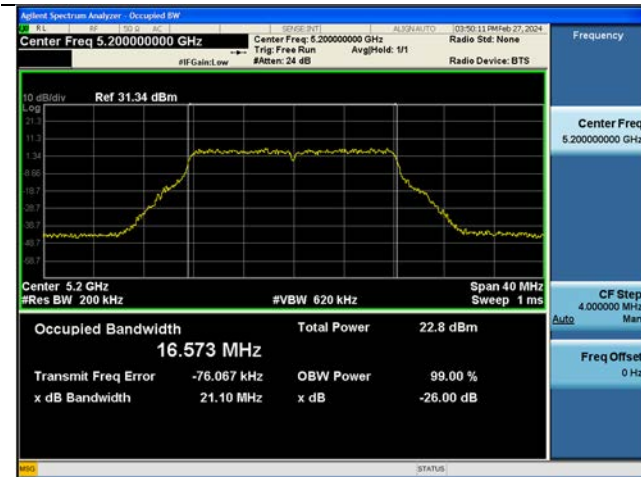 Agilent Spectrum Analyzer - Occupied BW
RL RF 50 Ω AC SENSE:INT ALIGN AUTO 03:50:11 PM Feb 27, 2024
Center Freq 5.200000000 GHz
Center Freq: 5.200000000 GHz
Radio Std: None
Trig: Free Run Avg|Hold: 1/1
#IFGain:Low #Atten: 24 dB Radio Device: BTS
Frequency
10 dB/div Ref 31.34 dBm
Log
21.3
11.3
1.34
-8.66
-18.7
-28.7
-38.7
-48.7
-58.7
Center Freq
5.200000000 GHz
Center 5.2 GHz Span 40 MHz
#Res BW 200 kHz #VBW 620 kHz Sweep 1 ms
CF Step
4.000000 MHz
Auto Man
Occupied Bandwidth Total Power 22.8 dBm
16.573 MHz
Transmit Freq Error -76.067 kHz OBW Power 99.00 %
x dB Bandwidth 21.10 MHz x dB -26.00 dB
Freq Offset
0 Hz
MSG STATUS